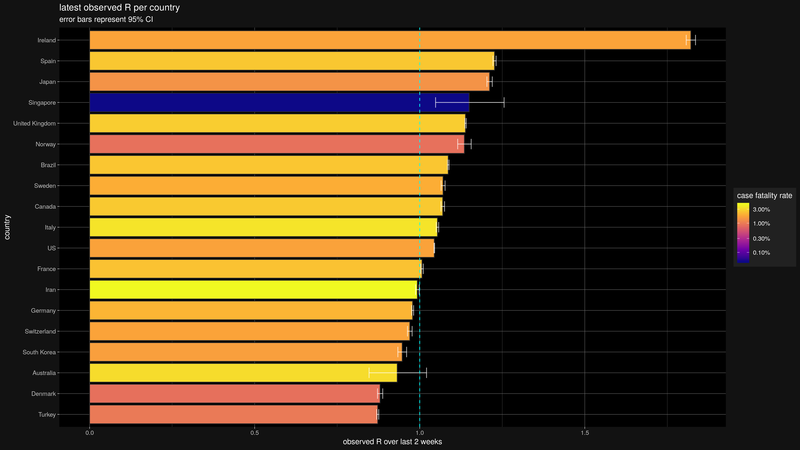 latest observed R per country
error bars represent 95% CI
country
Ireland
Spain
Japan
Singapore
United Kingdom
Norway
Brazil
Sweden
Canada
Italy
US
France
Iran
Germany
Switzerland
South Korea
Australia
Denmark
Turkey
0.0 0.5 1.0 1.5
observed R over last 2 weeks
case fatality rate
3.00%
1.00%
0.30%
0.10%